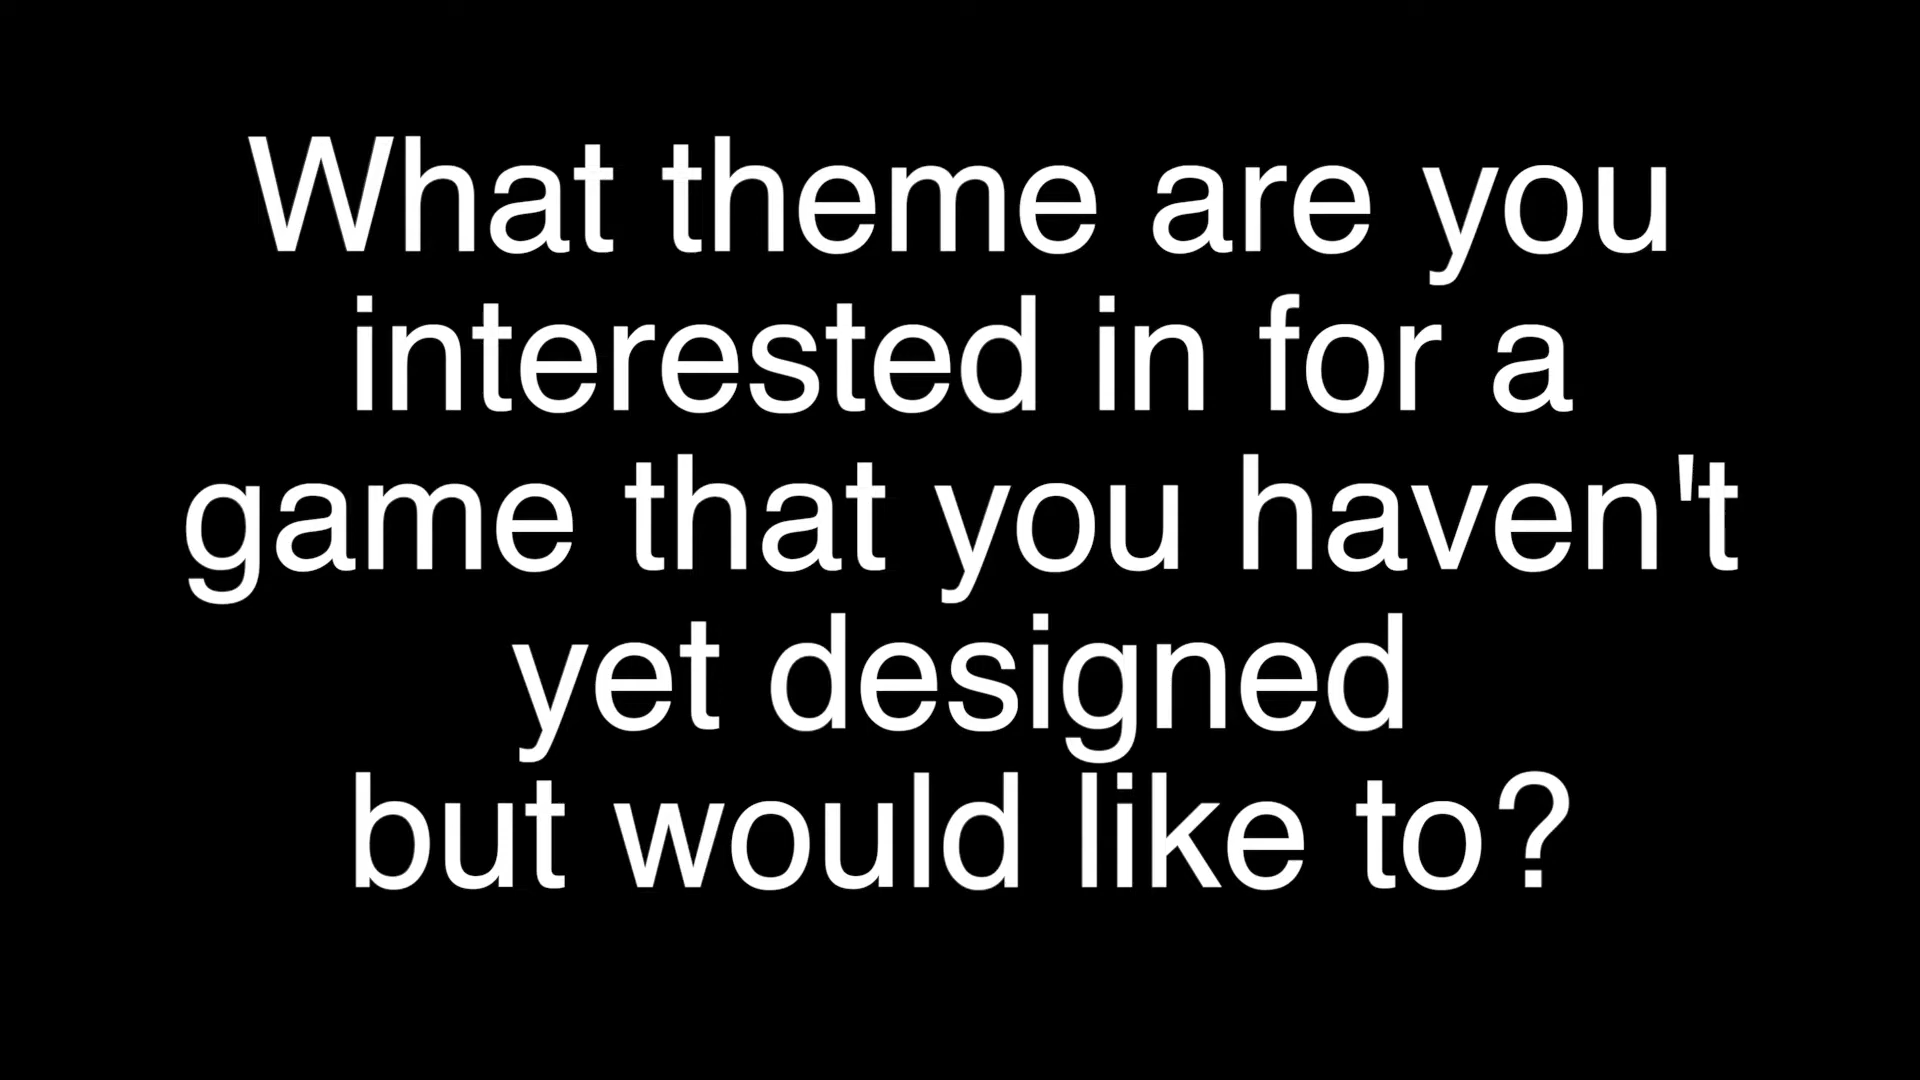 What theme are you
interested in for a
game that you haven't
yet designed
but would like to?